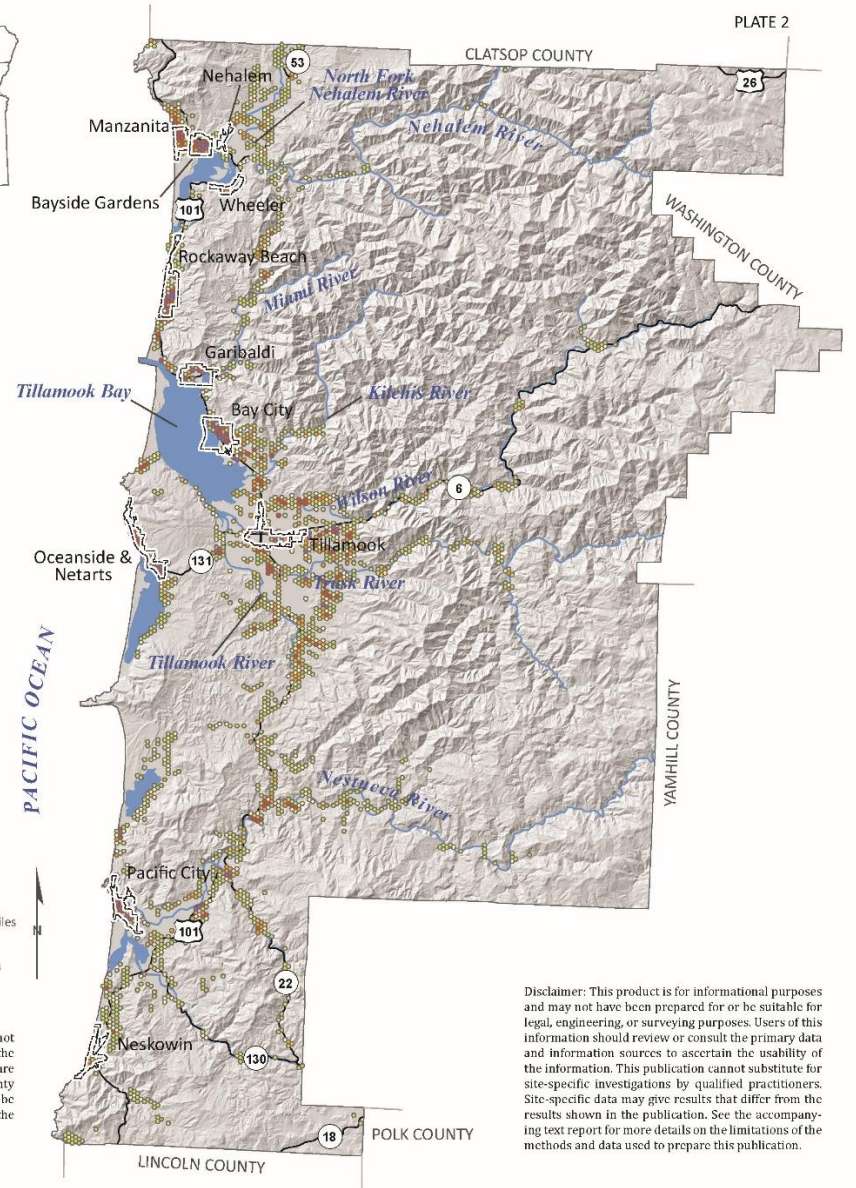 PLATE 2
CLATSOP COUNTY
53
26
Nehalem
North Fork
Nehalem River
Nehalem River
Manzanita
Bayside Gardens
Wheeler
101
WASHINGTON COUNTY
Rockaway Beach
Miami River
Garibaldi
Tillamook Bay
Kilchis River
Bay City
Wilson River
6
Oceanside &
Netarts
131
Tillamook
Trask River
Tillamook River
PACIFIC OCEAN
YAMHILL COUNTY
Nestucca River
Pacific City
N
101
22
Neskowin
130
18
POLK COUNTY
LINCOLN COUNTY
not
the
are
be
the
Disclaimer: This product is for informational purposes
and may not have been prepared for or be suitable for
legal, engineering, or surveying purposes. Users of this
information should review or consult the primary data
and information sources to ascertain the usability of
the information. This publication cannot substitute for
site-specific investigations by qualified practitioners.
Site-specific data may give results that differ from the
results shown in the publication. See the accompany-
ing text report for more details on the limitations of the
methods and data used to prepare this publication.